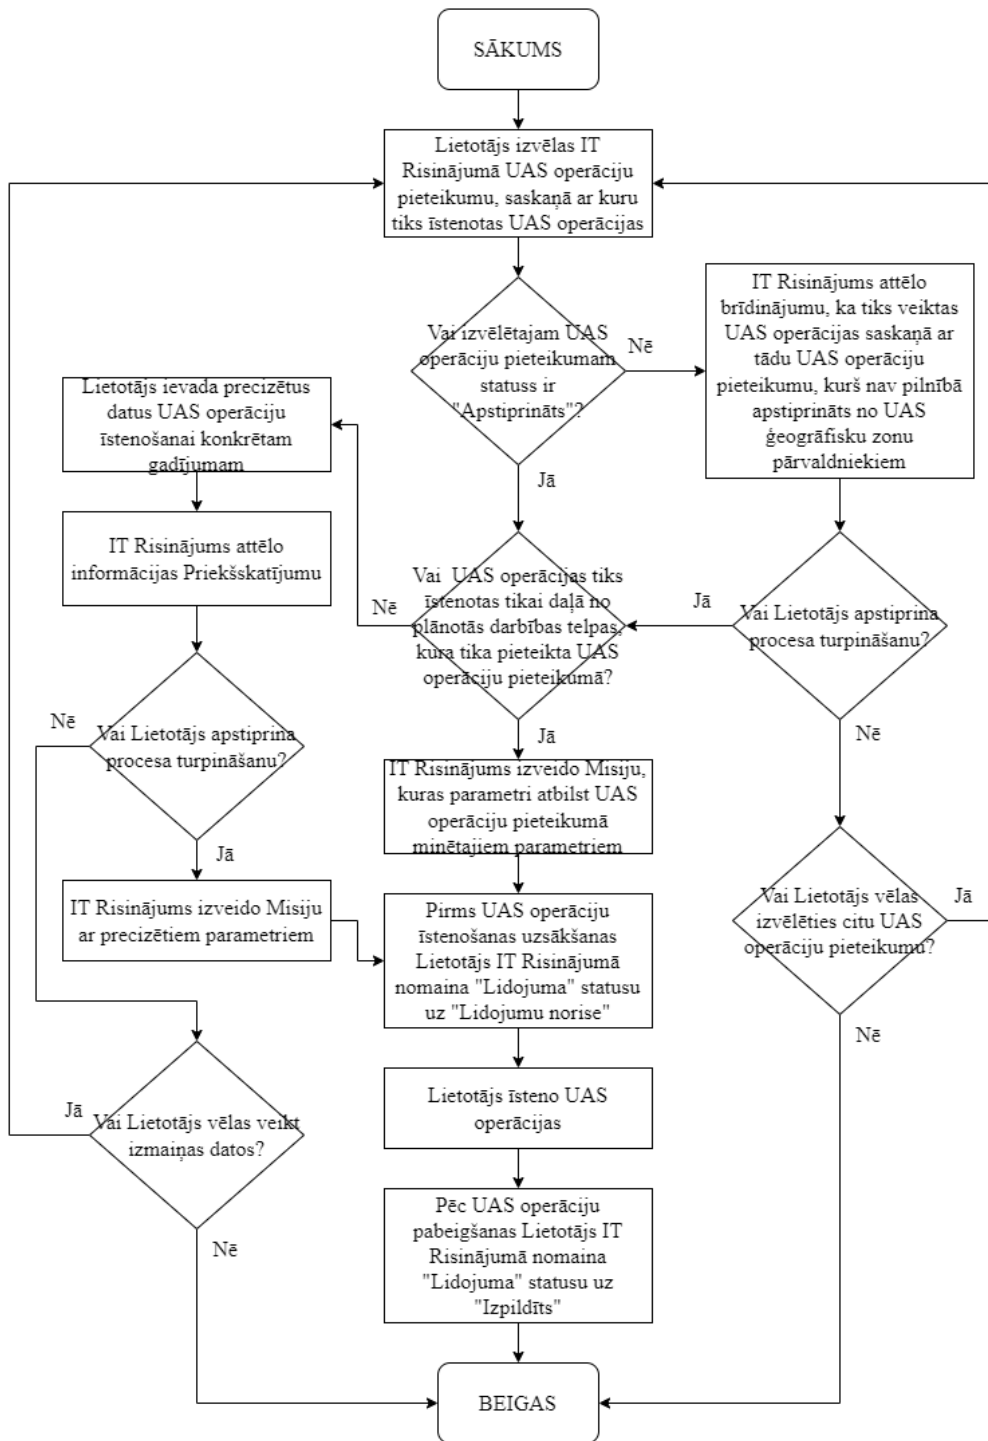 SĀKUMS
Lietotājs izvēlas IT
Risinājumā UAS operāciju
pieteikumu, saskaņā ar kuru
tiks īstenotas UAS operācijas
Vai izvēlētajam UAS
operāciju pieteikumam
statuss ir
"Apstiprināts"?
Nē
IT Risinājums attēlo
brīdinājumu, ka tiks veiktas
UAS operācijas saskaņā ar
tādu UAS operāciju
pieteikumu, kurš nav pilnībā
apstiprināts no UAS
ģeogrāfisku zonu
pārvaldniekiem
Jā
Lietotājs ievada precizētus
datus UAS operāciju
īstenošanai konkrētam
gadījumam
IT Risinājums attēlo
informācijas Priekšskatījumu
Nē
Vai  UAS operācijas tiks
īstenotas tikai daļā no
plānotās darbības telpas,
kura tika pieteikta UAS
operāciju pieteikumā?
Jā
Vai Lietotājs apstiprina
procesa turpināšanu?
Nē
Vai Lietotājs apstiprina
procesa turpināšanu?
Jā
Nē
IT Risinājums izveido Misiju,
kuras parametri atbilst UAS
operāciju pieteikumā
minētajiem parametriem
Jā
IT Risinājums izveido Misiju
ar precizētiem parametriem
Pirms UAS operāciju
īstenošanas uzsākšanas
Lietotājs IT Risinājumā
nomaina "Lidojuma" statusu
uz "Lidojumu norise"
Vai Lietotājs vēlas
izvēlēties citu UAS
operāciju pieteikumu?
Jā
Nē
Jā
Vai Lietotājs vēlas veikt
izmaiņas datos?
Nē
Lietotājs īsteno UAS
operācijas
Pēc UAS operāciju
pabeigšanas Lietotājs IT
Risinājumā nomaina
"Lidojuma" statusu uz
"Izpildīts"
BEIGAS